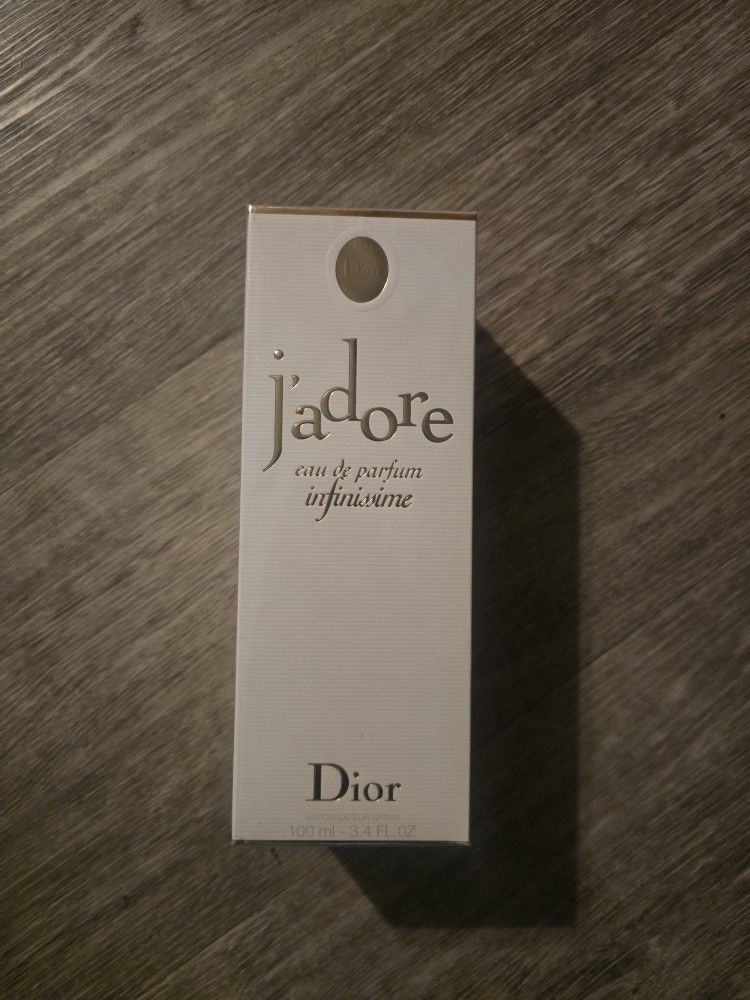 Dior
j'adore
eau de parfum
infinissime
Dior
VAPORISATEUR SPRAY
100 ml - 3.4 FL.OZ